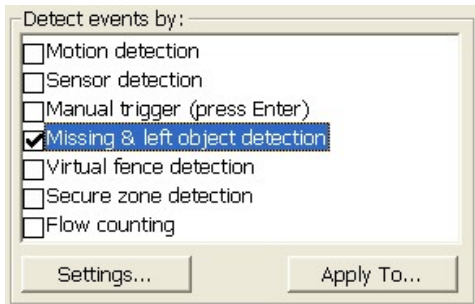 Detect events by:
Motion detection
Sensor detection
Manual trigger (press Enter)
Missing & left object detection
Virtual fence detection
Secure zone detection
Flow counting
Settings...
Apply To...